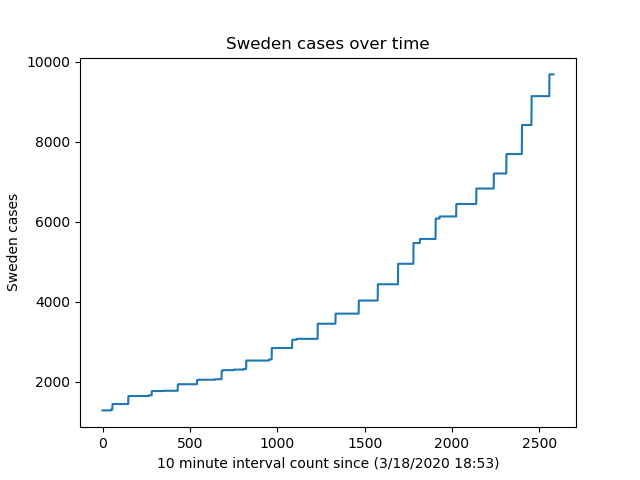 Sweden cases over time
10000
8000
6000
4000
2000
Sweden cases
0 500 1000 1500 2000 2500
10 minute interval count since (3/18/2020 18:53)